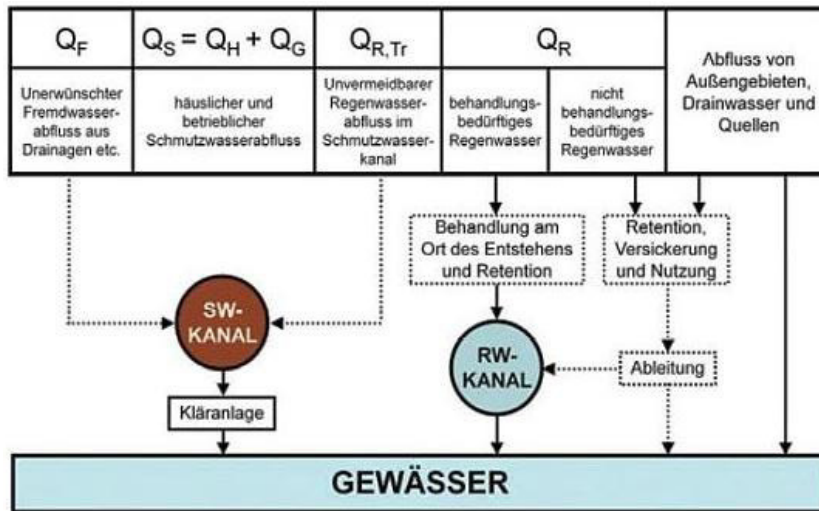 Q_F
Q_S = Q_H + Q_G
Q_R,Tr
Q_R
Abfluss von
Außengebieten,
Drainwasser und
Quellen
Unerwünschter
Fremdwasser-
abfluss aus
Drainagen etc.
häuslicher und
betrieblicher
Schmutzwasserabfluss
Unvermeidbarer
Regenwasser-
abfluss im
Schmutzwasser-
kanal
behandlungs-
bedürftiges
Regenwasser
nicht
behandlungs-
bedürftiges
Regenwasser
Behandlung am
Ort des Entstehens
und Retention
Retention,
Versickerung
und Nutzung
SW-
KANAL
RW-
KANAL
Ableitung
Kläranlage
GEWÄSSER